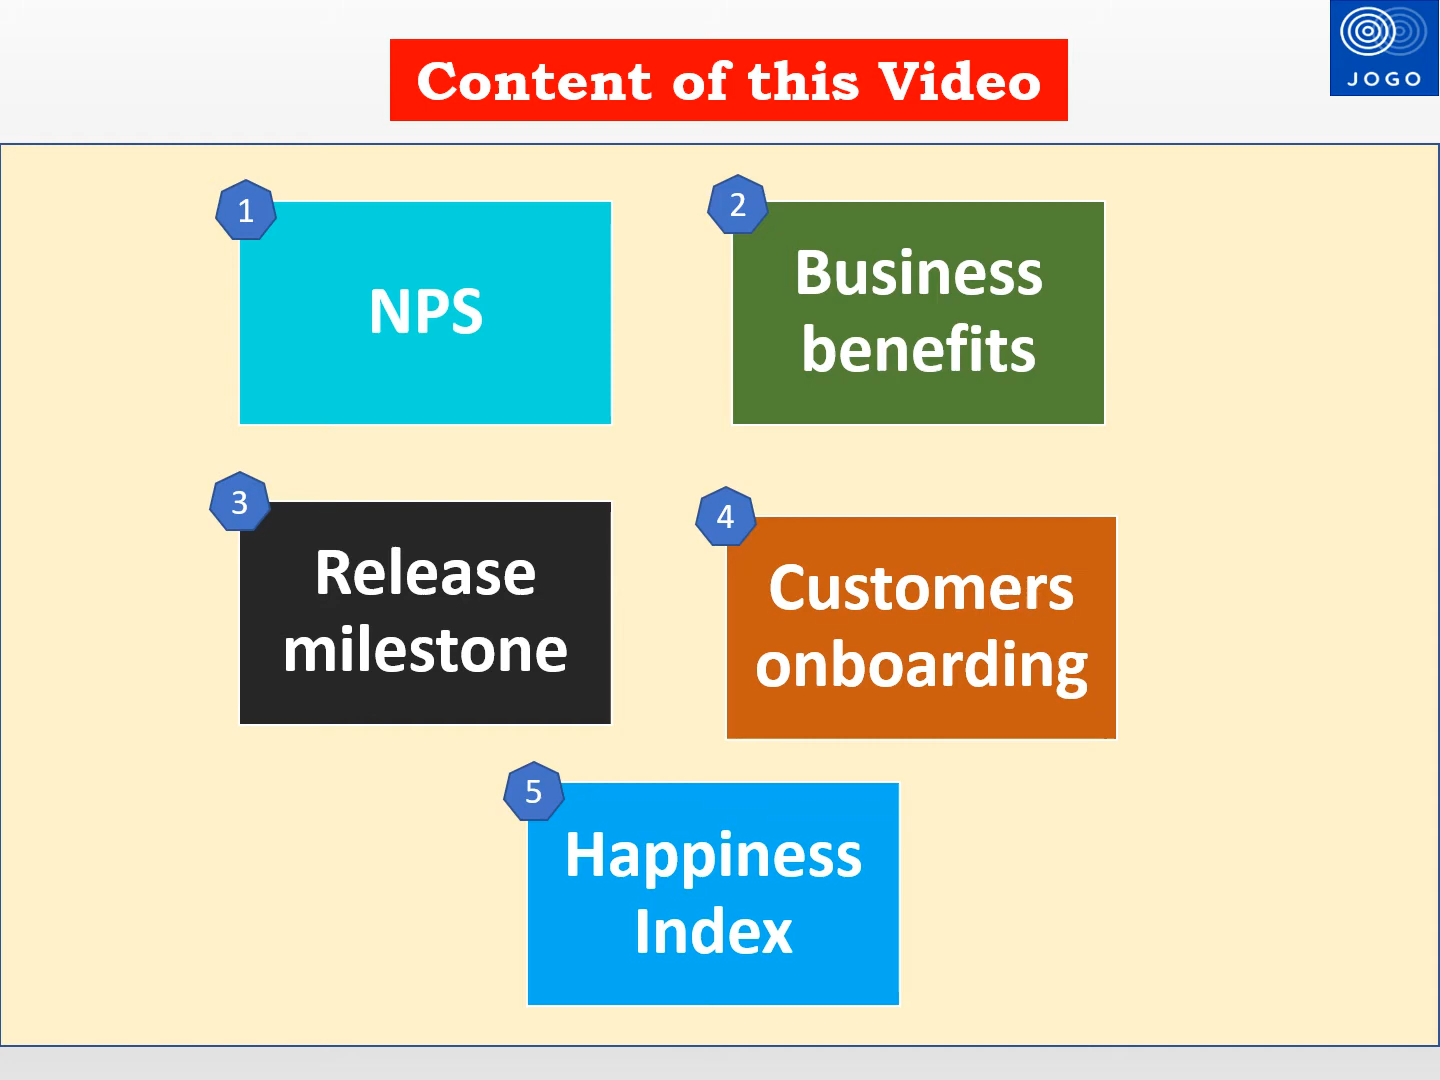 Content of this Video
JOGO
1
NPS
2
Business
benefits
3
Release
milestone
4
Customers
onboarding
5
Happiness
Index